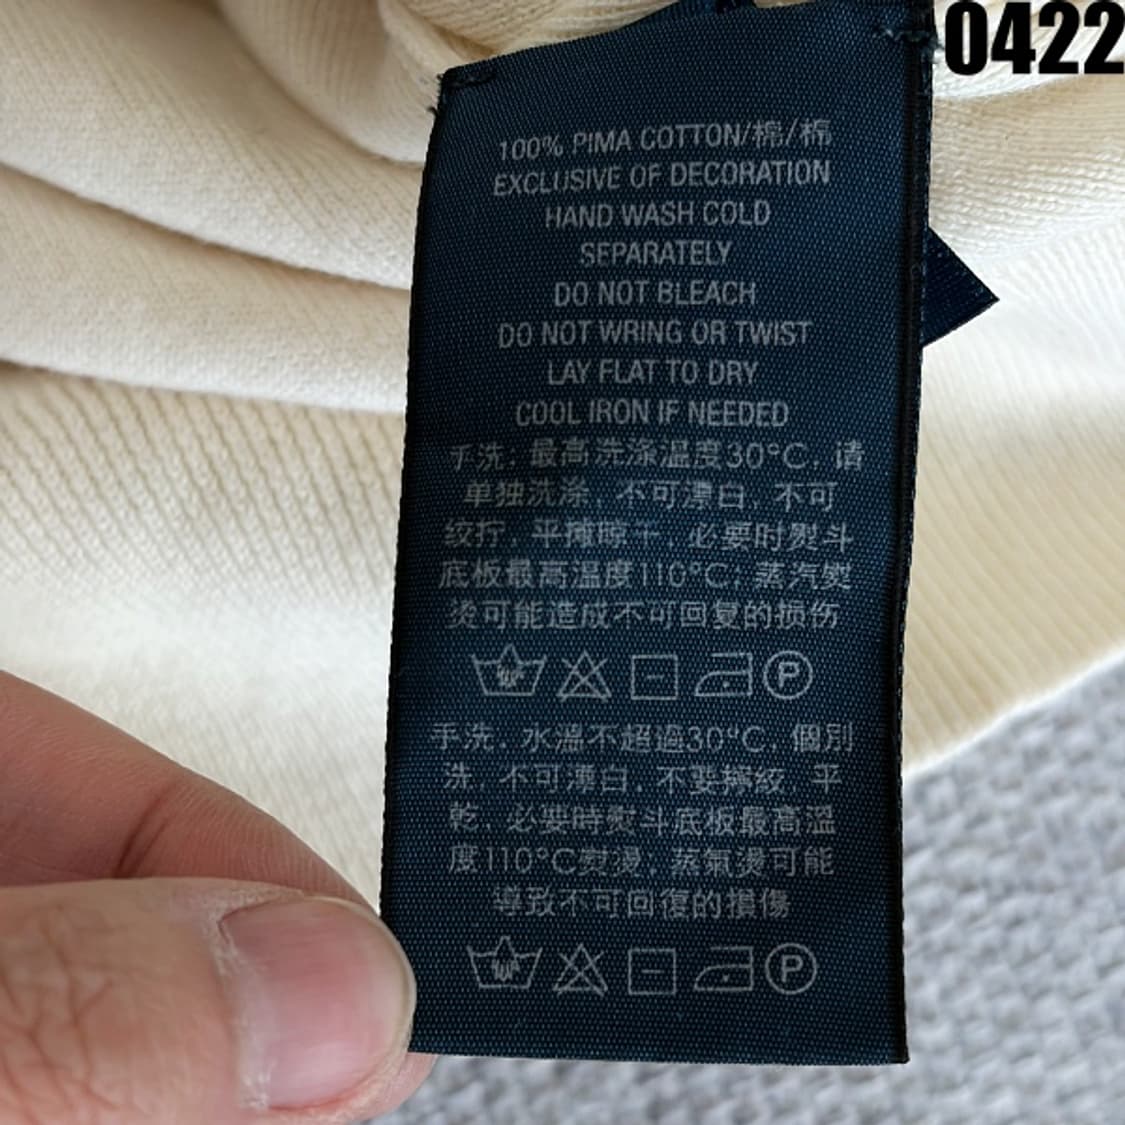 0422
100% PIMA COTTON/棉/棉
EXCLUSIVE OF DECORATION
HAND WASH COLD
SEPARATELY
DO NOT BLEACH
DO NOT WRING OR TWIST
LAY FLAT TO DRY
COOL IRON IF NEEDED
手洗, 最高洗涤温度30°C, 请
单独洗涤, 不可漂白, 不可
绞拧, 平摊晾干, 必要时熨斗
底板最高温度110°C; 蒸汽熨
烫可能造成不可回复的损伤
P
手洗, 水溫不超過30°C, 個別
洗, 不可漂白, 不要擰絞, 平
乾, 必要時熨斗底板最高溫
度110°C熨燙; 蒸氣燙可能
導致不可回復的損傷
P